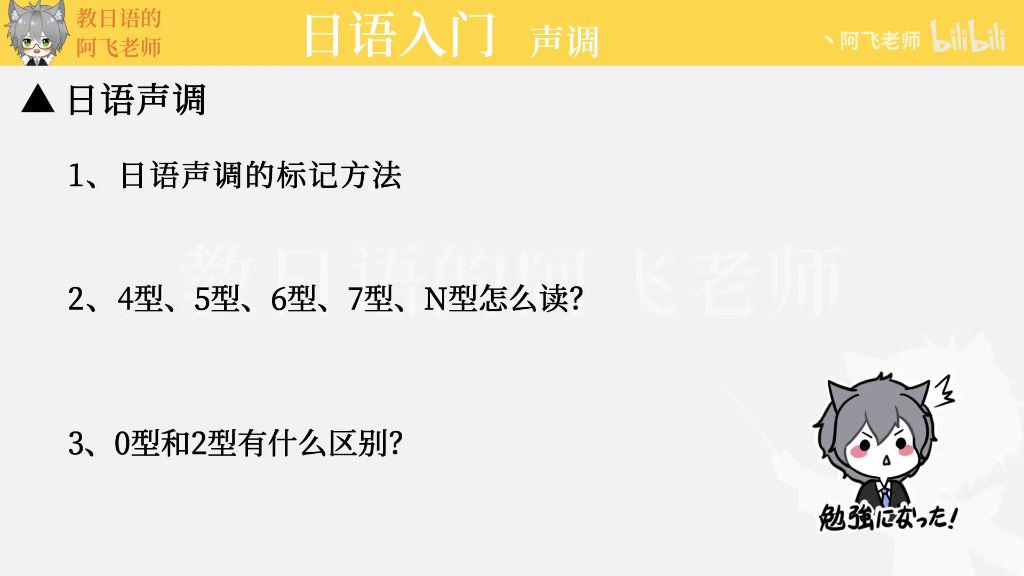 教日语的
阿飞老师
日语入门 声调
丶阿飞老师 bilibili
▲日语声调
1、日语声调的标记方法
教日语的阿飞老师
2、4型、5型、6型、7型、N型怎么读？
3、0型和2型有什么区别？
勉強になった！